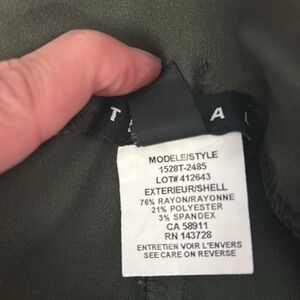 T A
MODELE/STYLE
1528T-2485
LOT# 412643
EXTERIEUR/SHELL
76% RAYON/RAYONNE
21% POLYESTER
3% SPANDEX
CA 58911
RN 143728
ENTRETIEN VOIR L'ENVERS
SEE CARE ON REVERSE